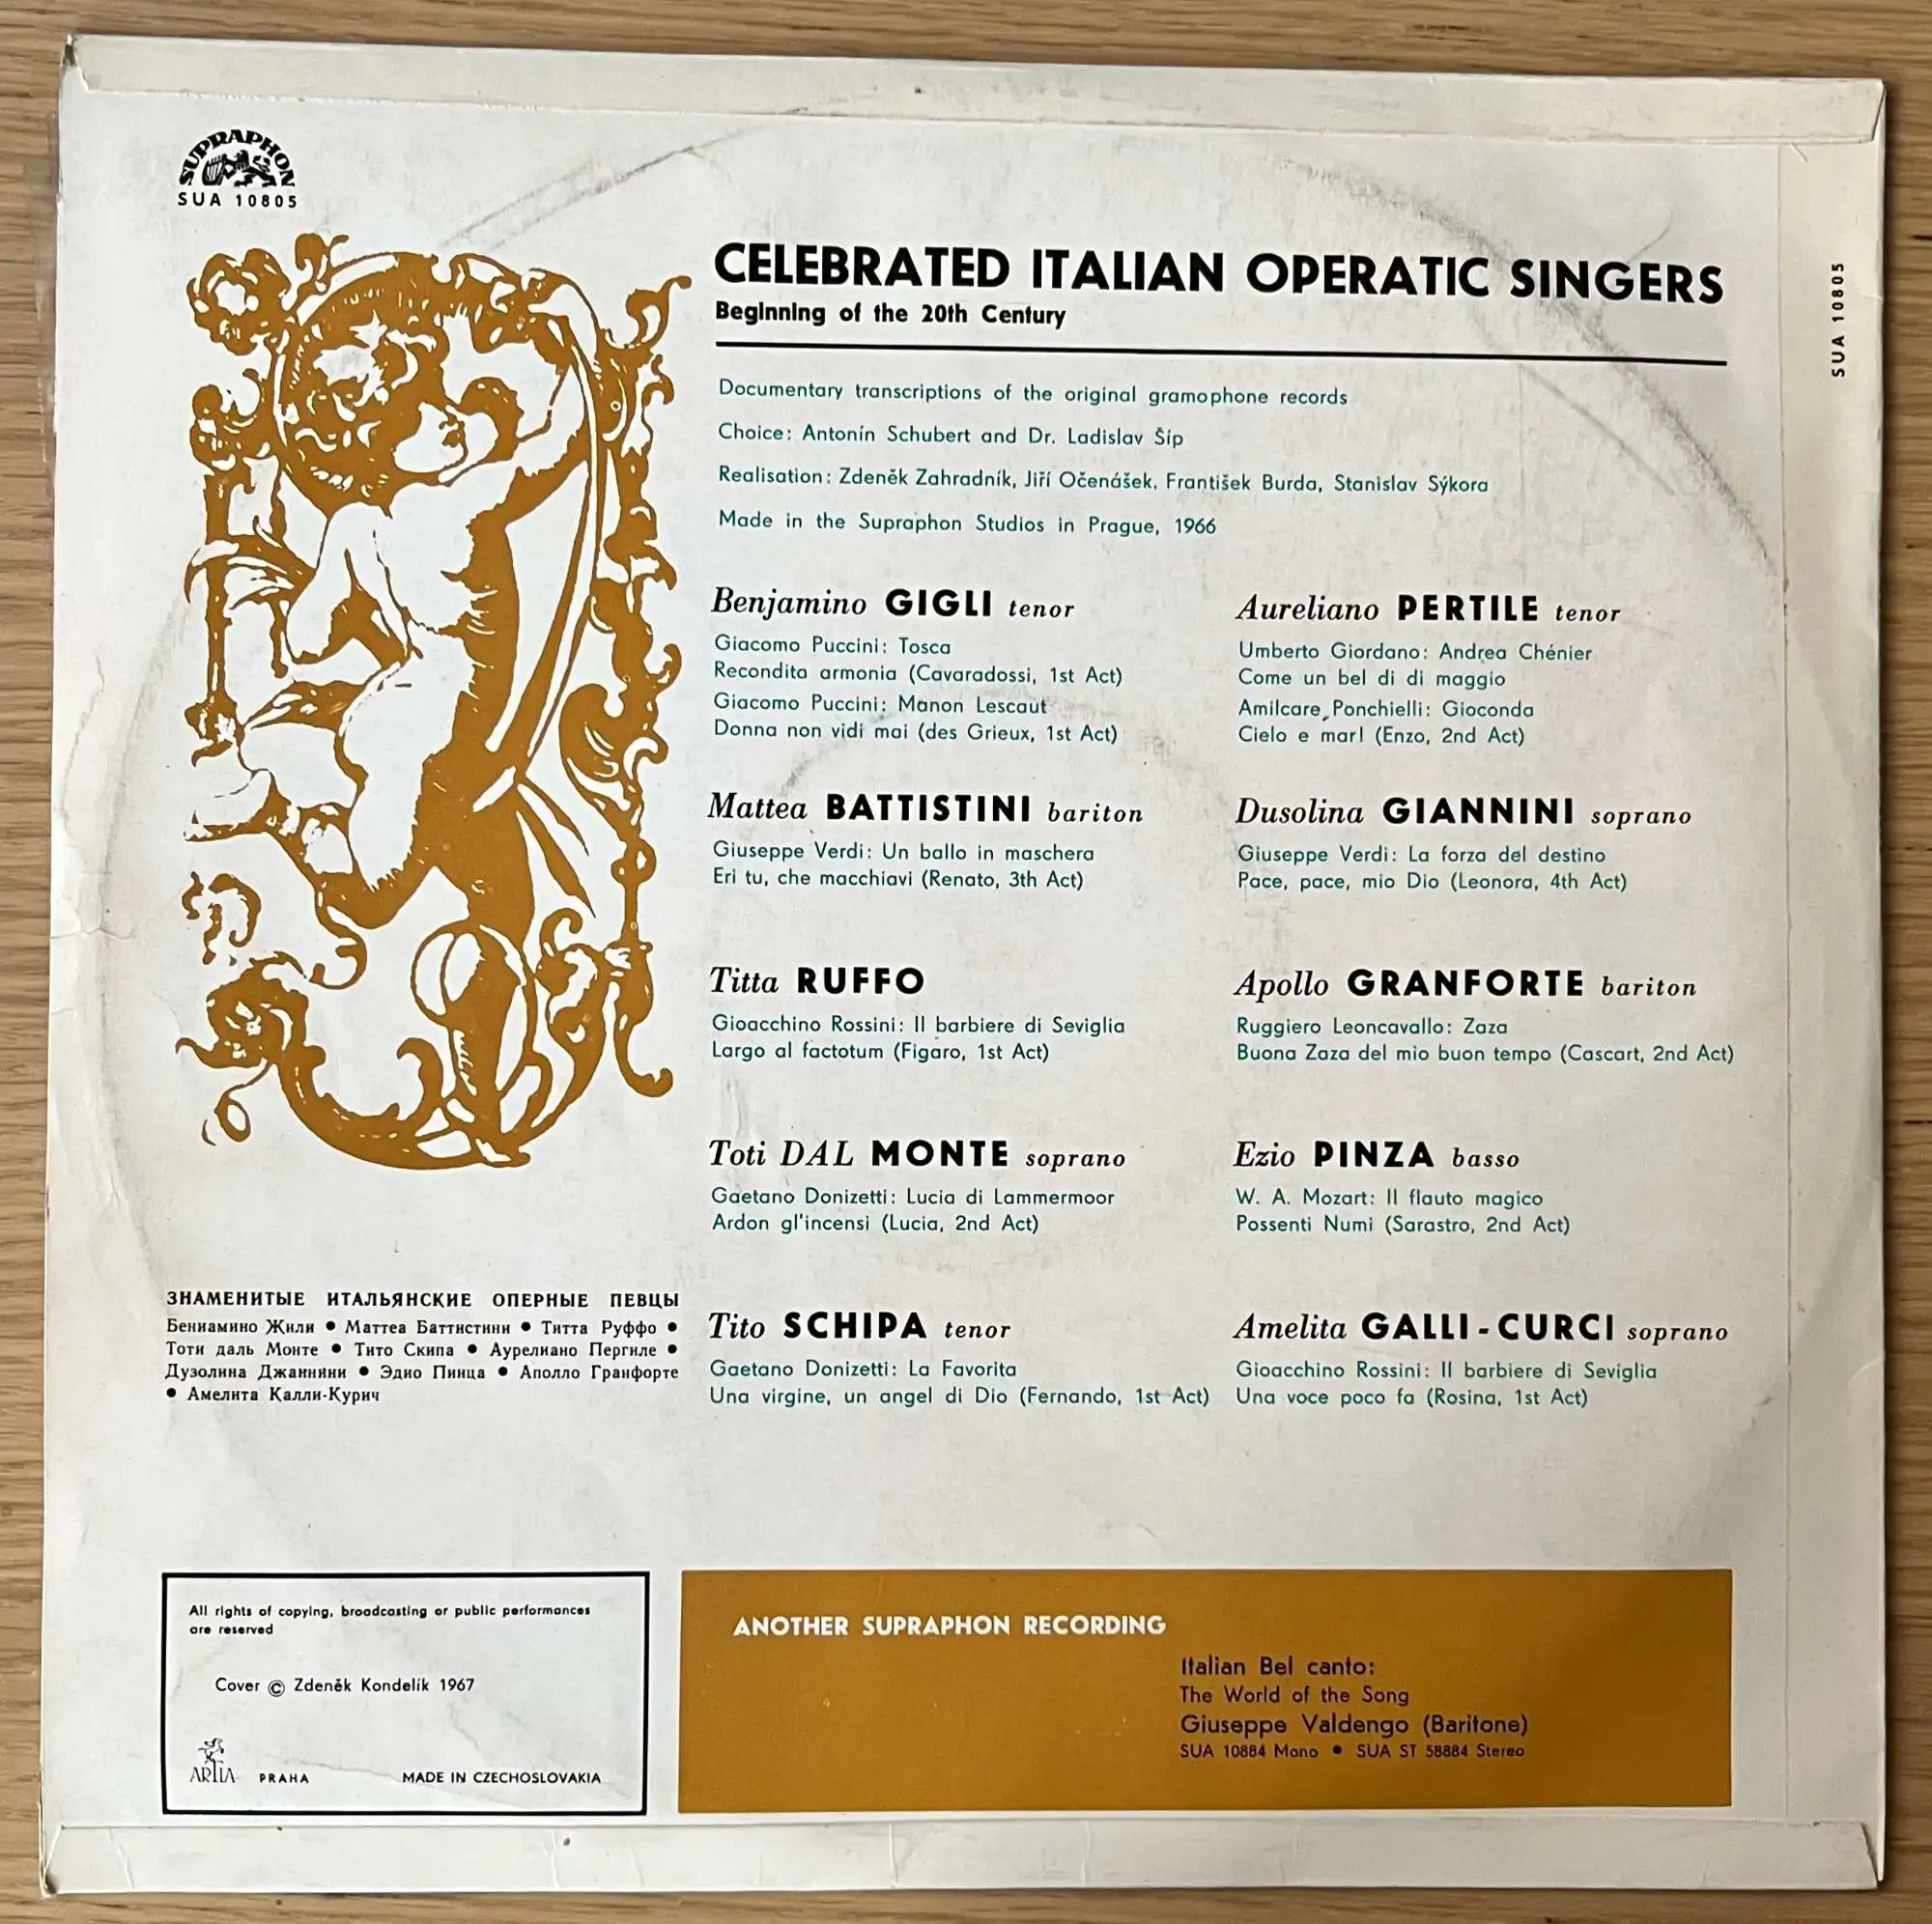 SUPRAPHON
SUA 10805
CELEBRATED ITALIAN OPERATIC SINGERS
Beginning of the 20th Century
SUA 10805
Documentary transcriptions of the original gramophone records
Choice: Antonín Schubert and Dr. Ladislav Šíp
Realisation: Zdeněk Zahradník, Jiří Očenášek, František Burda, Stanislav Sýkora
Made in the Supraphon Studios in Prague, 1966
Benjamino GIGLI tenor
Giacomo Puccini: Tosca
Recondita armonia (Cavaradossi, 1st Act)
Giacomo Puccini: Manon Lescaut
Donna non vidi mai (des Grieux, 1st Act)
Mattea BATTISTINI bariton
Giuseppe Verdi: Un ballo in maschera
Eri tu, che macchiavi (Renato, 3th Act)
Titta RUFFO
Gioacchino Rossini: Il barbiere di Seviglia
Largo al factotum (Figaro, 1st Act)
Toti DAL MONTE soprano
Gaetano Donizetti: Lucia di Lammermoor
Ardon gl'incensi (Lucia, 2nd Act)
Tito SCHIPA tenor
Gaetano Donizetti: La Favorita
Una virgine, un angel di Dio (Fernando, 1st Act)
Aureliano PERTILE tenor
Umberto Giordano: Andrea Chénier
Come un bel di di maggio
Amilcare Ponchielli: Gioconda
Cielo e mar! (Enzo, 2nd Act)
Dusolina GIANNINI soprano
Giuseppe Verdi: La forza del destino
Pace, pace, mio Dio (Leonora, 4th Act)
Apollo GRANFORTE bariton
Ruggiero Leoncavallo: Zaza
Buona Zaza del mio buon tempo (Cascart, 2nd Act)
Ezio PINZA basso
W. A. Mozart: Il flauto magico
Possenti Numi (Sarastro, 2nd Act)
Amelita GALLI-CURCI soprano
Gioacchino Rossini: Il barbiere di Seviglia
Una voce poco fa (Rosina, 1st Act)
ЗНАМЕНИТЫЕ ИТАЛЬЯНСКИЕ ОПЕРНЫЕ ПЕВЦЫ
Бениамино Жили ● Маттеа Баттистини ● Титта Руффо ●
Тоти даль Монте ● Тито Скипа ● Аурелиано Пергиле ●
Дузолина Джаннини ● Эдио Пинца ● Аполло Гранфорте
● Амелита Калли-Курич
All rights of copying, broadcasting or public performances
are reserved
Cover © Zdeněk Kondelík 1967
ARTIA PRAHA MADE IN CZECHOSLOVAKIA
ANOTHER SUPRAPHON RECORDING
Italian Bel canto:
The World of the Song
Giuseppe Valdengo (Baritone)
SUA 10884 Mono ● SUA ST 58884 Stereo